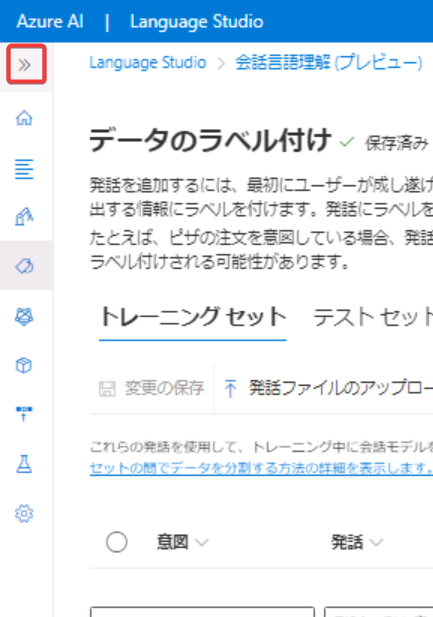 Azure AI | Language Studio
Language Studio > 会話言語理解 (プレビュー)
データのラベル付け ✓ 保存済み
発話を追加するには、最初にユーザーが成し遂げ
出する情報にラベルを付けます。発話にラベルを
たとえば、ピザの注文を意図している場合、発話
ラベル付けされる可能性があります。
トレーニング セット テスト セット
変更の保存 発話ファイルのアップロー
これらの発話を使用して、トレーニング中に会話モデルを
セットの間でデータを分割する方法の詳細を表示します。
意図 発話